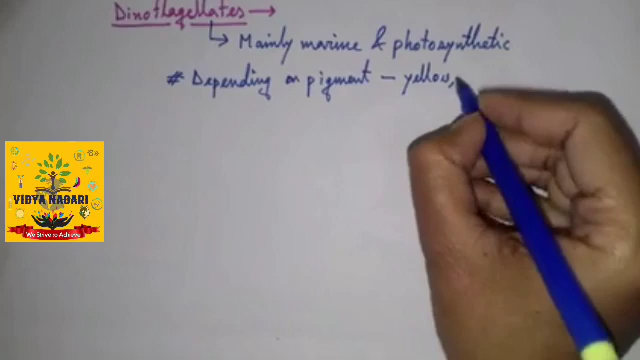 Dinoflagellates →
↳ Mainly marine & photosynthetic
# Depending on pigment – yellow,
VIDYA NAGARI
We Strive to Achieve